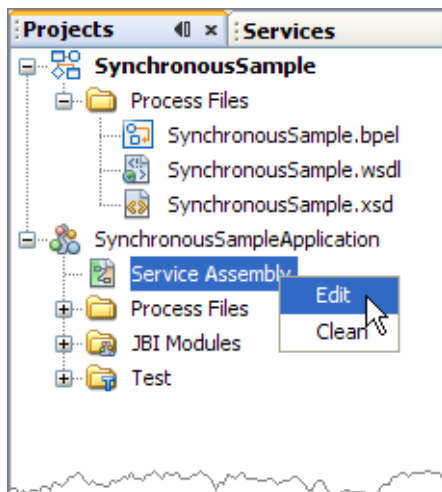 Projects
Services
SynchronousSample
Process Files
SynchronousSample.bpel
SynchronousSample.wsdl
SynchronousSample.xsd
SynchronousSampleApplication
Service Assembly
Edit
Process Files
Clean
JBI Modules
Test